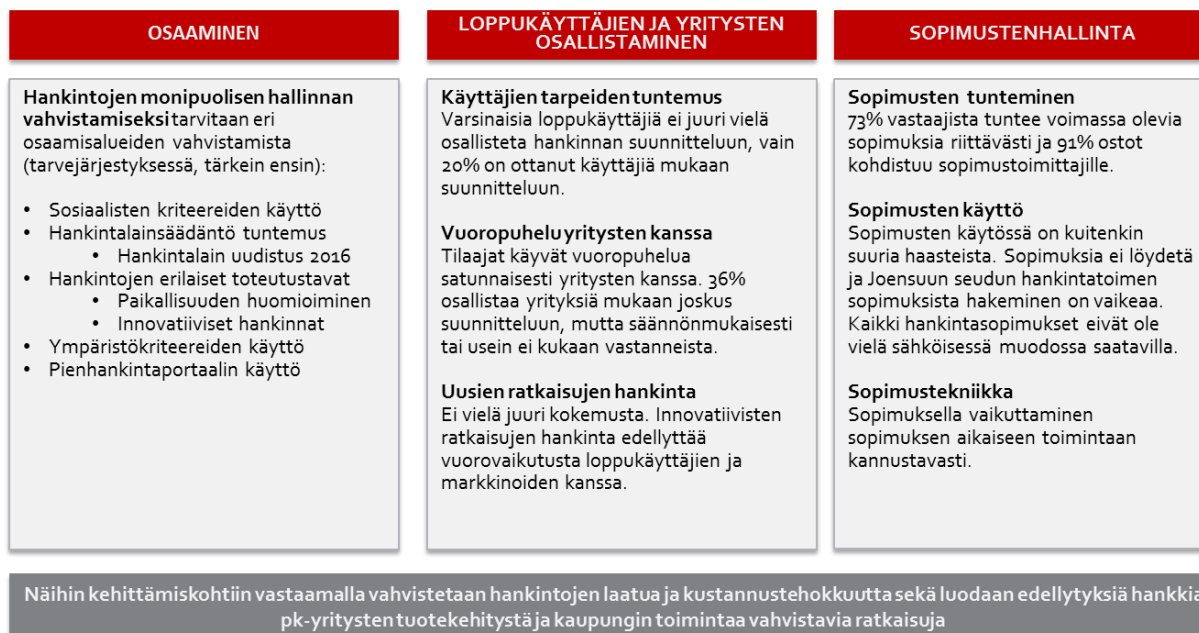 OSAAMINEN
Hankintojen monipuolisen hallinnan
vahvistamiseksi tarvitaan eri
osaamisalueiden vahvistamista
(tarvejärjestyksessä, tärkein ensin):
• Sosiaalisten kriteereiden käyttö
• Hankintalainsäädäntö tuntemus
• Hankintalain uudistus 2016
• Hankintojen erilaiset toteutustavat
• Paikallisuuden huomioiminen
• Innovatiiviset hankinnat
• Ympäristökriteereiden käyttö
• Pienhankintaportaalin käyttö
LOPPUKÄYTTÄJIEN JA YRITYSTEN
OSALLISTAMINEN
Käyttäjien tarpeiden tuntemus
Varsinaisia loppukäyttäjiä ei juuri vielä
osallisteta hankinnan suunnitteluun, vain
20% on ottanut käyttäjiä mukaan
suunnitteluun.
Vuoropuhelu yritysten kanssa
Tilaajat käyvät vuoropuhelua
satunnaisesti yritysten kanssa. 36%
osallistaa yrityksiä mukaan joskus
suunnitteluun, mutta säännönmukaisesti
tai usein ei kukaan vastanneista.
Uusien ratkaisujen hankinta
Ei vielä juuri kokemusta. Innovatiivisten
ratkaisujen hankinta edellyttää
vuorovaikutusta loppukäyttäjien ja
markkinoiden kanssa.
SOPIMUSTENHALLINTA
Sopimusten tunteminen
73% vastaajista tuntee voimassa olevia
sopimuksia riittävästi ja 91% ostot
kohdistuu sopimustoimittajille.
Sopimusten käyttö
Sopimusten käytössä on kuitenkin
suuria haasteista. Sopimuksia ei löydetä
ja Joensuun seudun hankintatoimen
sopimuksista hakeminen on vaikeaa.
Kaikki hankintasopimukset eivät ole
vielä sähköisessä muodossa saatavilla.
Sopimustekniikka
Sopimuksella vaikuttaminen
sopimuksen aikaiseen toimintaan
kannustavasti.
Näihin kehittämiskohtiin vastaamalla vahvistetaan hankintojen laatua ja kustannustehokkuutta sekä luodaan edellytyksiä hankkia
pk-yritysten tuotekehitystä ja kaupungin toimintaa vahvistavia ratkaisuja